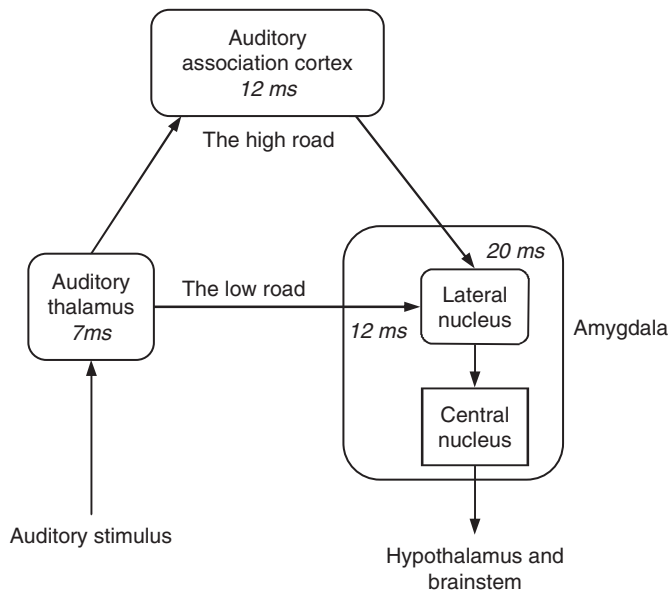 Auditory
association cortex
12 ms
The high road
20 ms
Auditory
thalamus
7ms
The low road
12 ms
Lateral
nucleus
Amygdala
Central
nucleus
Auditory stimulus
Hypothalamus and
brainstem